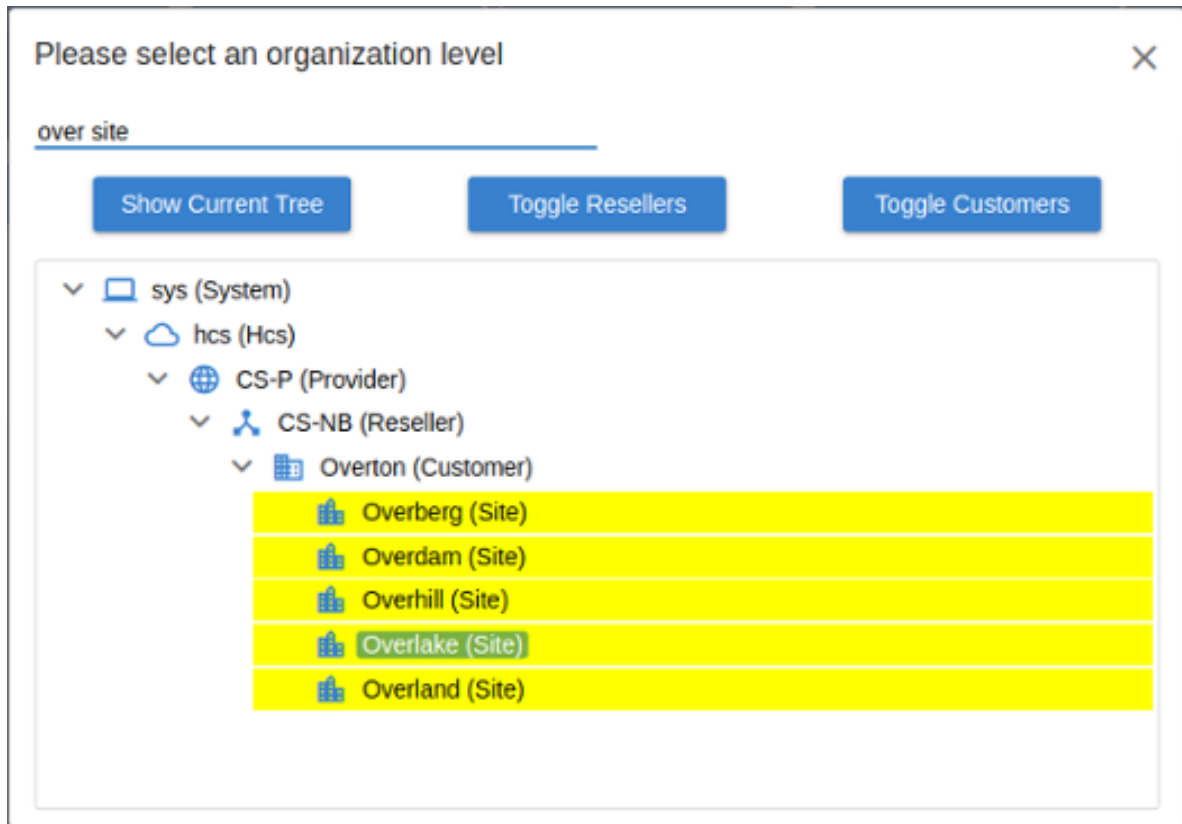 Please select an organization level
over site
Show Current Tree Toggle Resellers Toggle Customers
sys (System)
hcs (Hcs)
CS-P (Provider)
CS-NB (Reseller)
Overton (Customer)
Overberg (Site)
Overdam (Site)
Overhill (Site)
Overlake (Site)
Overland (Site)